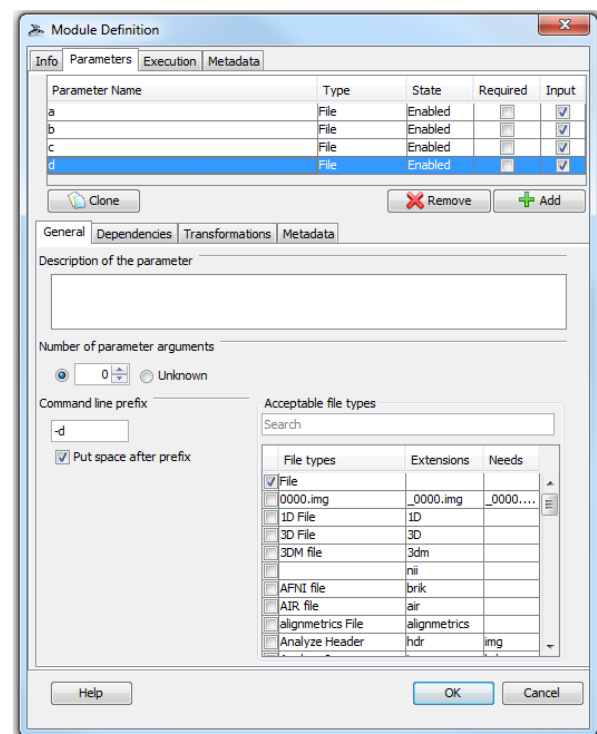 Module Definition
Info Parameters Execution Metadata
Parameter Name Type State Required Input
a File Enabled
b File Enabled
c File Enabled
d File Enabled
Clone Remove Add
General Dependencies Transformations Metadata
Description of the parameter
Number of parameter arguments
0 Unknown
Command line prefix Acceptable file types
-d Search
Put space after prefix
File types Extensions Needs
File
0000.img _0000.img _0000....
1D File 1D
3D File 3D
3DM file 3dm
nii
AFNI file brik
AIR file air
alignmetrics File alignmetrics
Analyze Header hdr img
Help OK Cancel